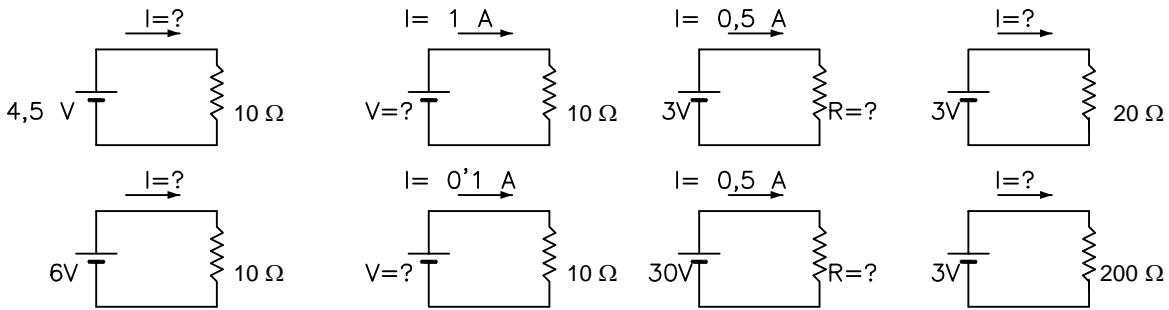 I=? I= 1 A I= 0,5 A I=?
4,5 V 10 Ω V=? 10 Ω 3V R=? 3V 20 Ω
I=? I= 0'1 A I= 0,5 A I=?
6V 10 Ω V=? 10 Ω 30V R=? 3V 200 Ω